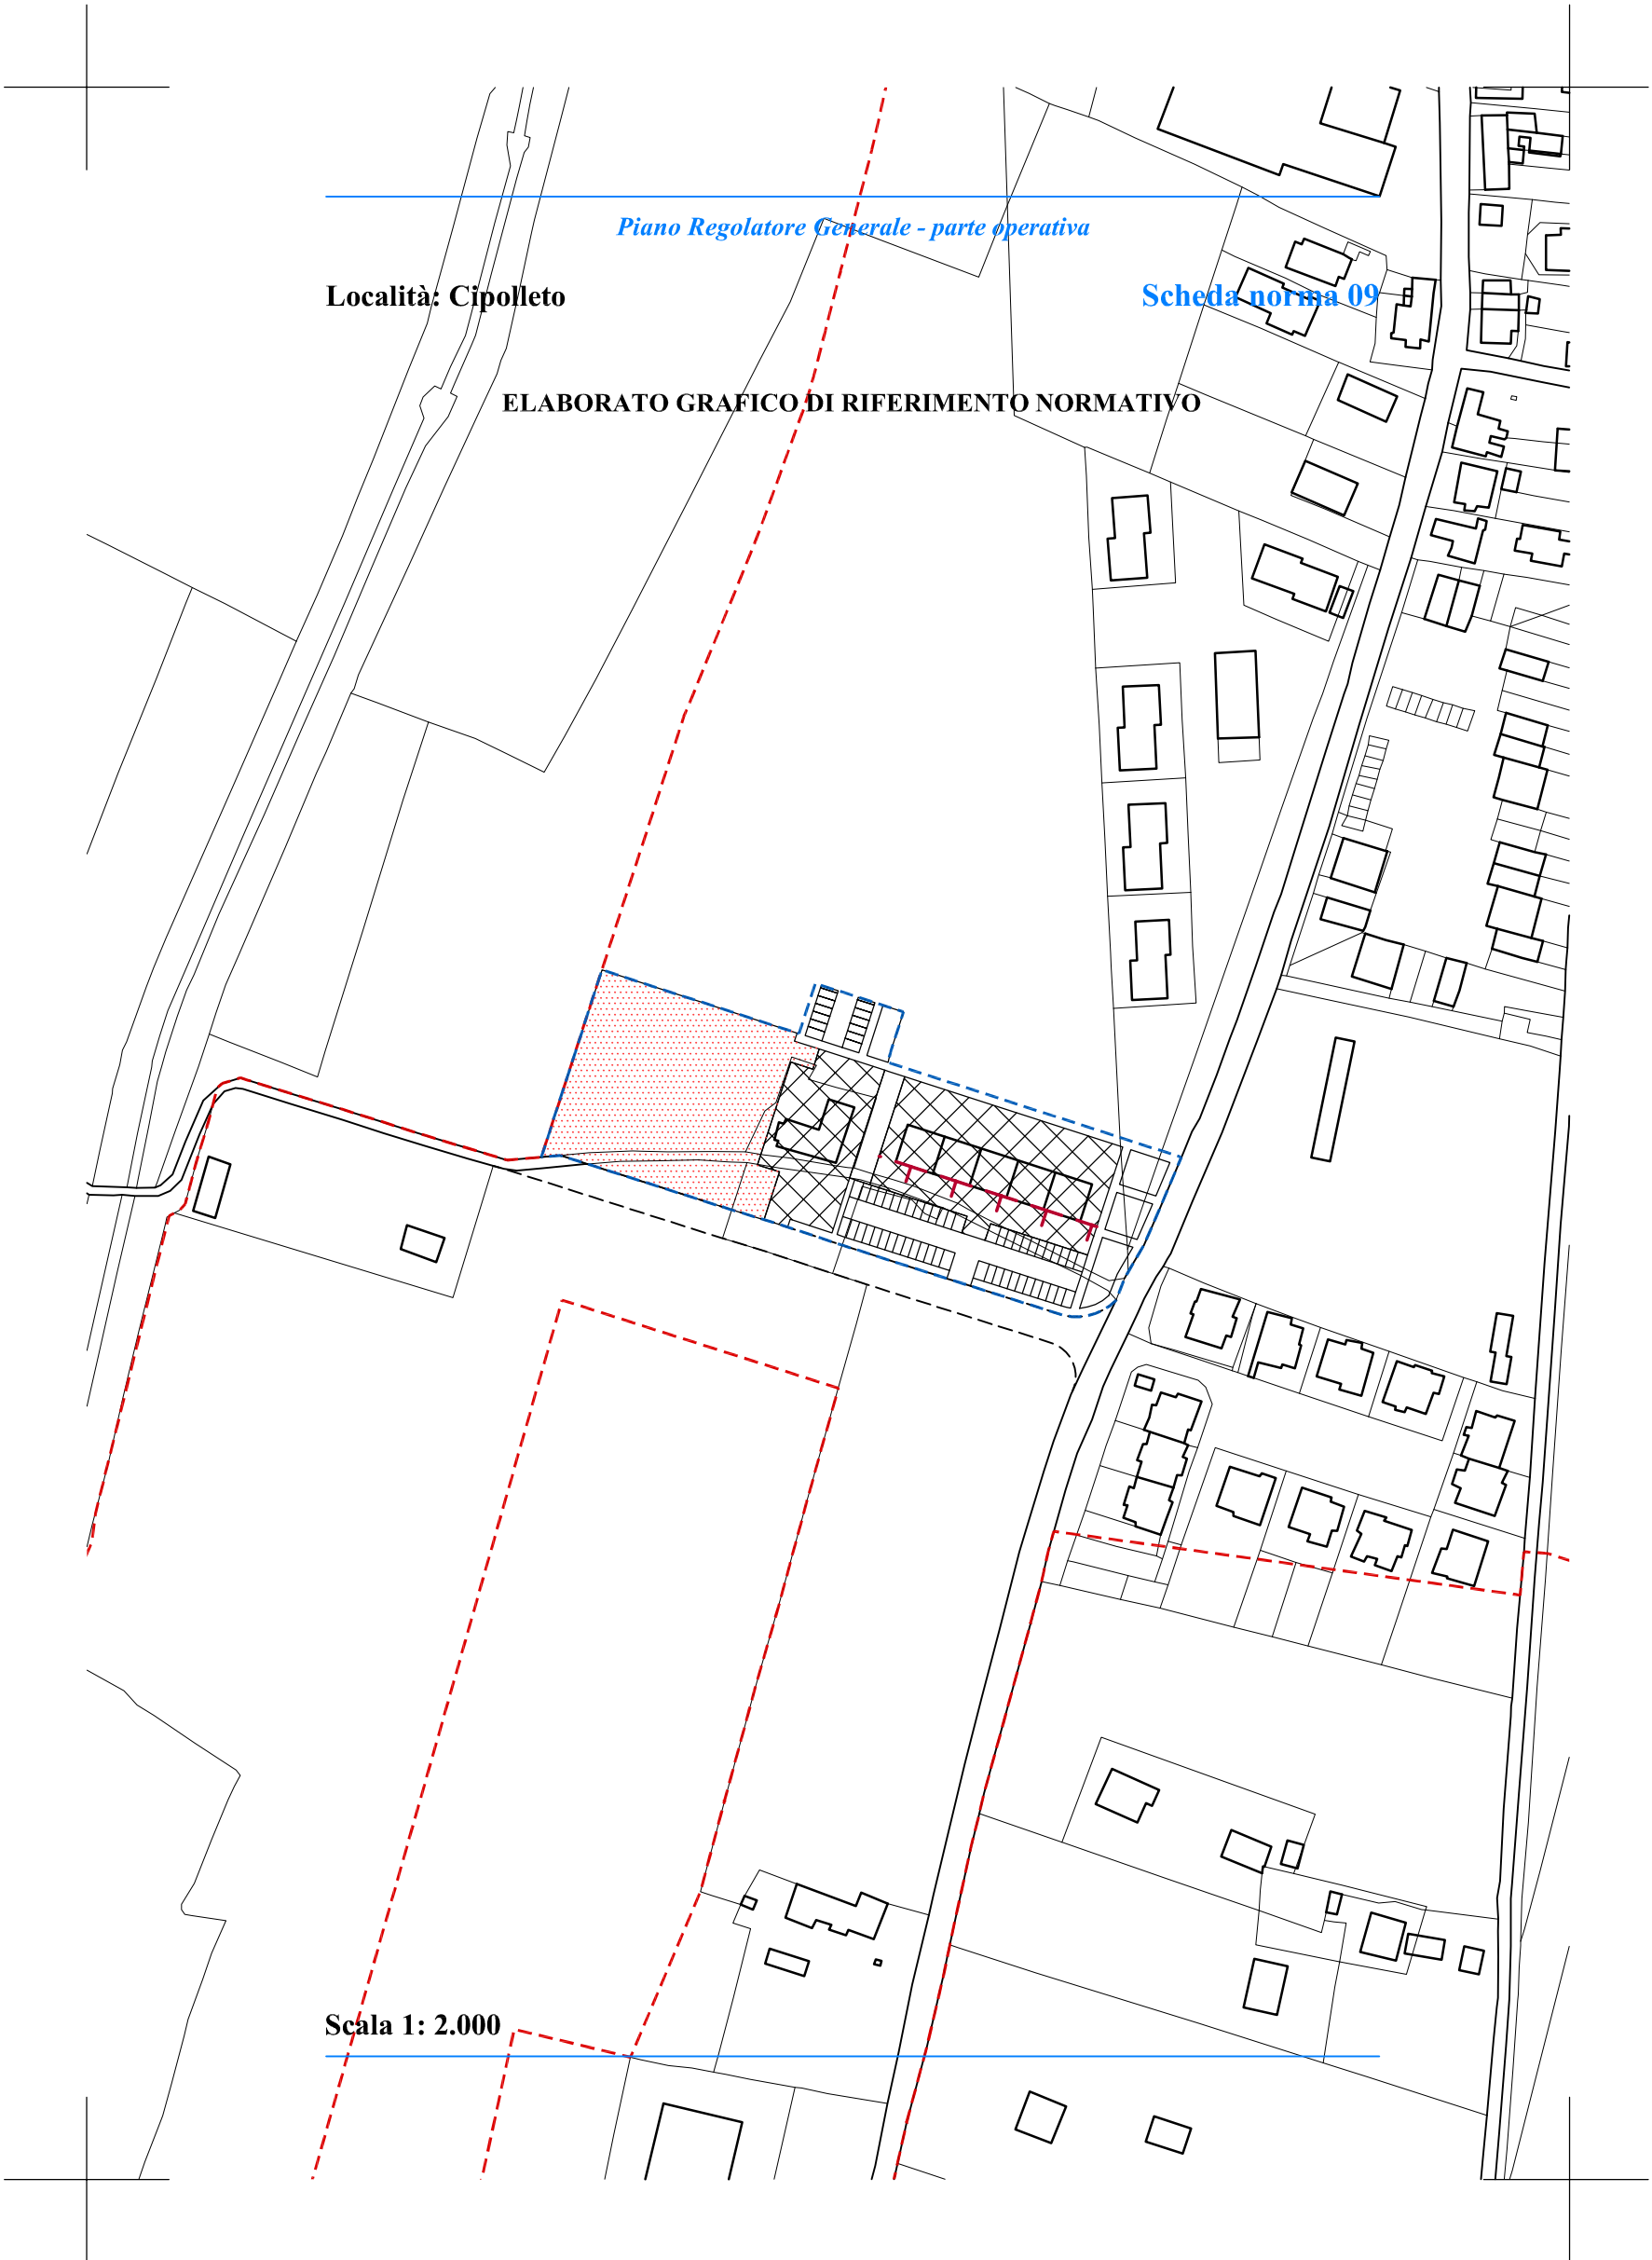 Piano Regolatore Generale - parte operativa
Località: Cipolleto
Scheda norma 09
ELABORATO GRAFICO DI RIFERIMENTO NORMATIVO
Scala 1: 2.000